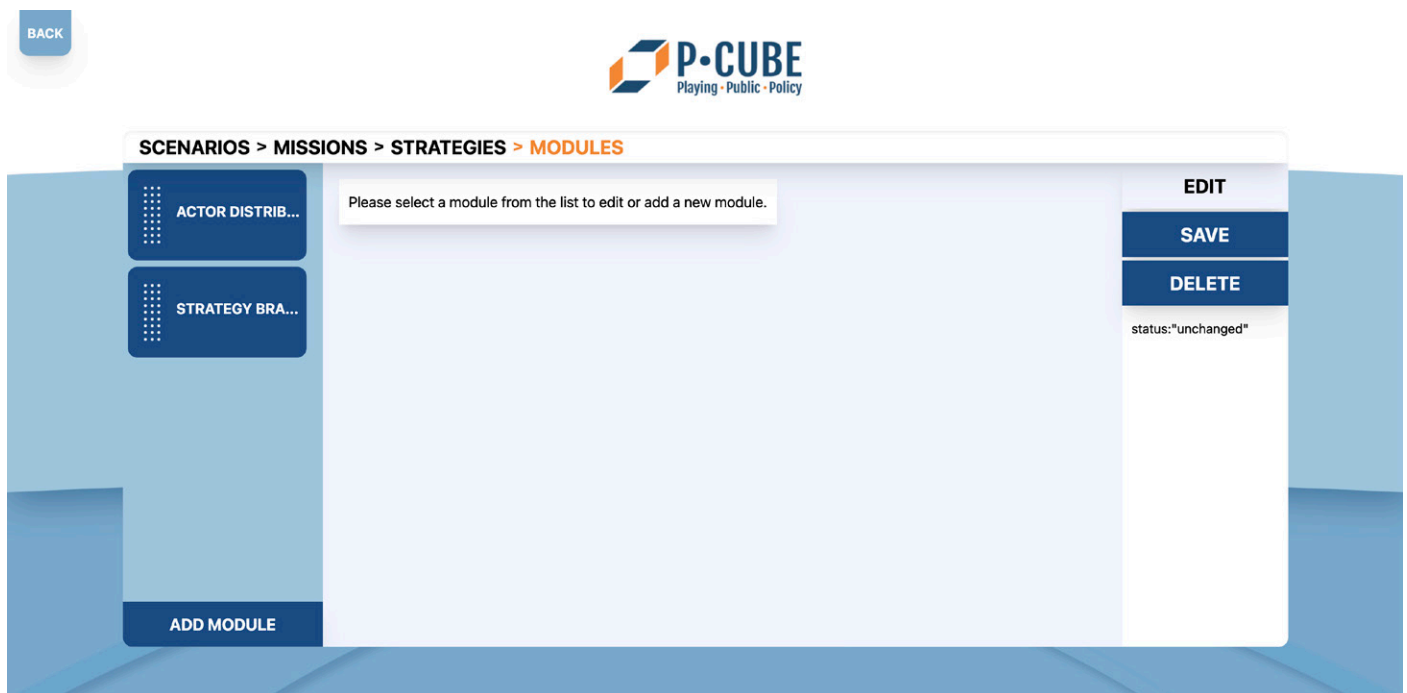 BACK
P•CUBE
Playing • Public • Policy
SCENARIOS > MISSIONS > STRATEGIES > MODULES
ACTOR DISTRIB...
STRATEGY BRA...
ADD MODULE
Please select a module from the list to edit or add a new module.
EDIT
SAVE
DELETE
status:"unchanged"